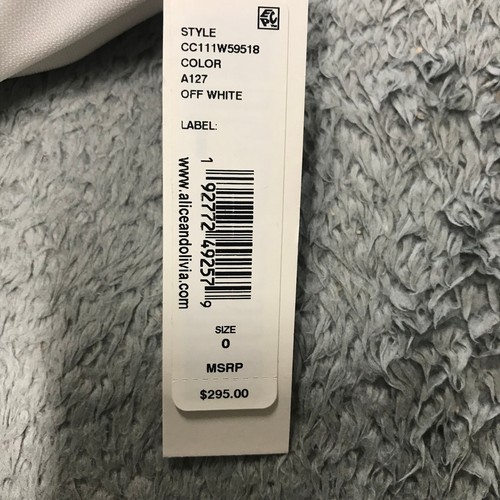 STYLE
CC111W59518
COLOR
A127
OFF WHITE
LABEL:
www.aliceandolivia.com
1 92772 49257 9
SIZE
0
MSRP
$295.00